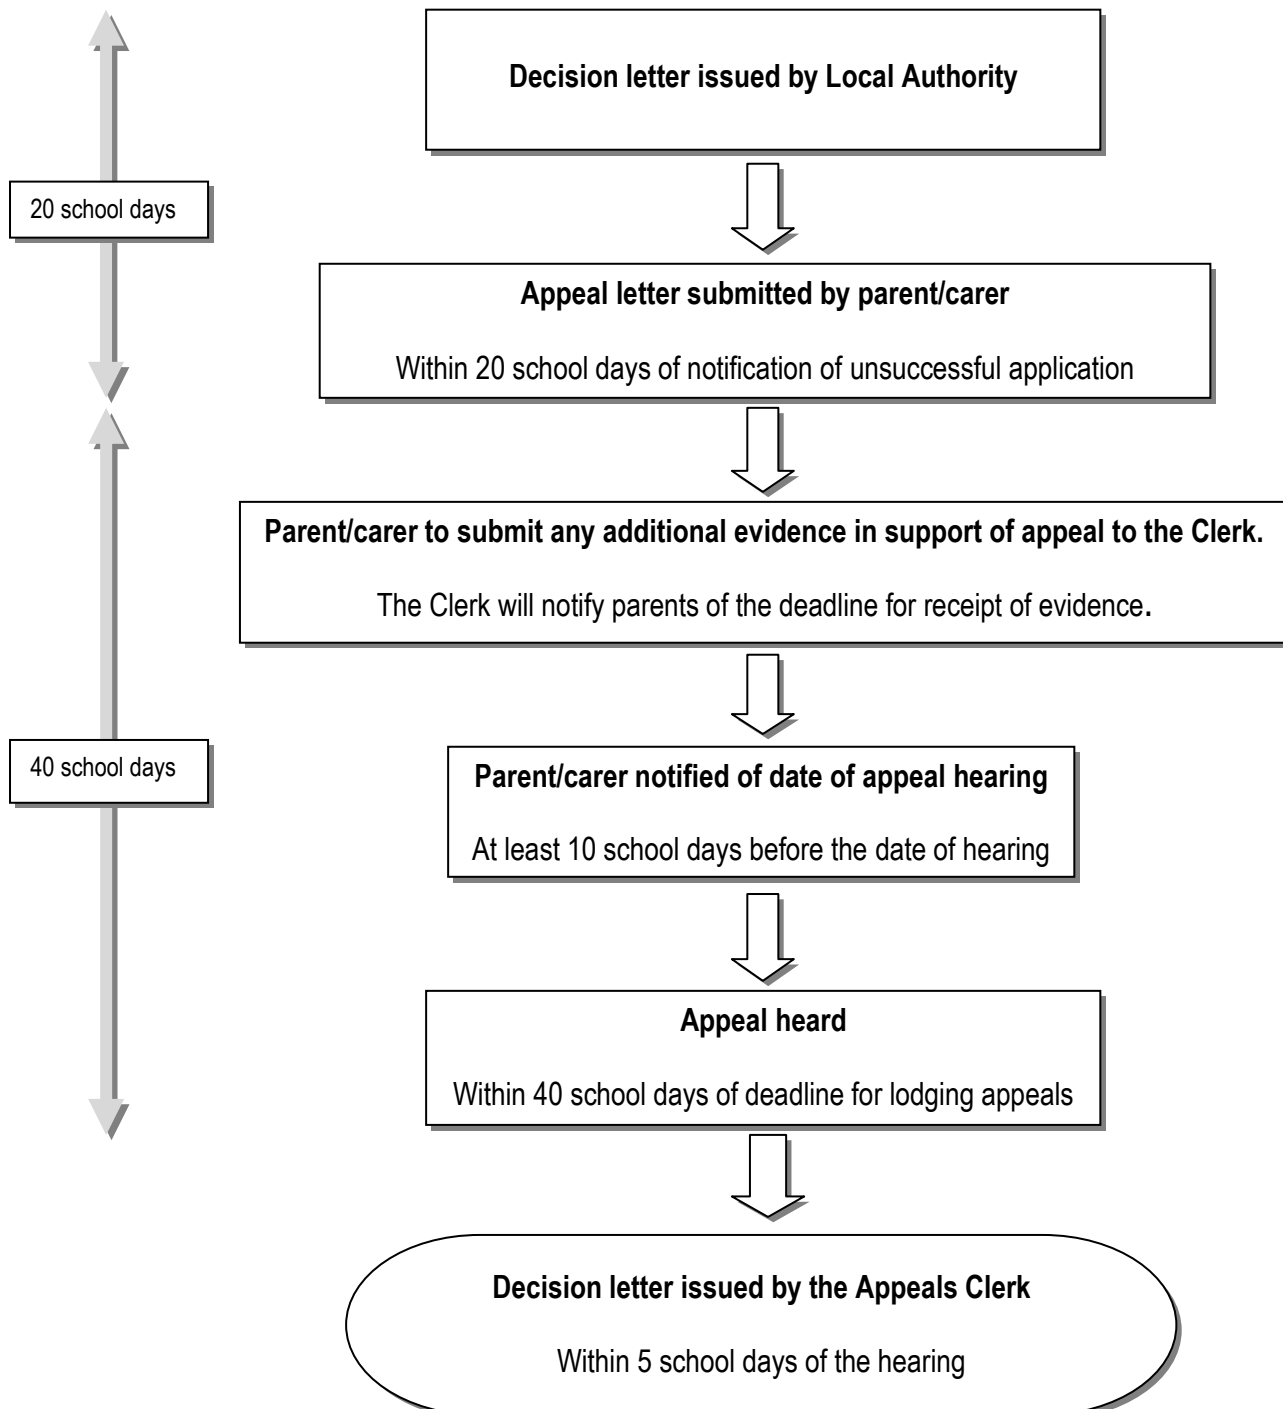 Decision letter issued by Local Authority
20 school days
Appeal letter submitted by parent/carer
Within 20 school days of notification of unsuccessful application
Parent/carer to submit any additional evidence in support of appeal to the Clerk.
The Clerk will notify parents of the deadline for receipt of evidence.
40 school days
Parent/carer notified of date of appeal hearing
At least 10 school days before the date of hearing
Appeal heard
Within 40 school days of deadline for lodging appeals
Decision letter issued by the Appeals Clerk
Within 5 school days of the hearing